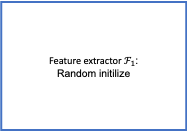 Feature extractor ℱ₁:
Random initilize